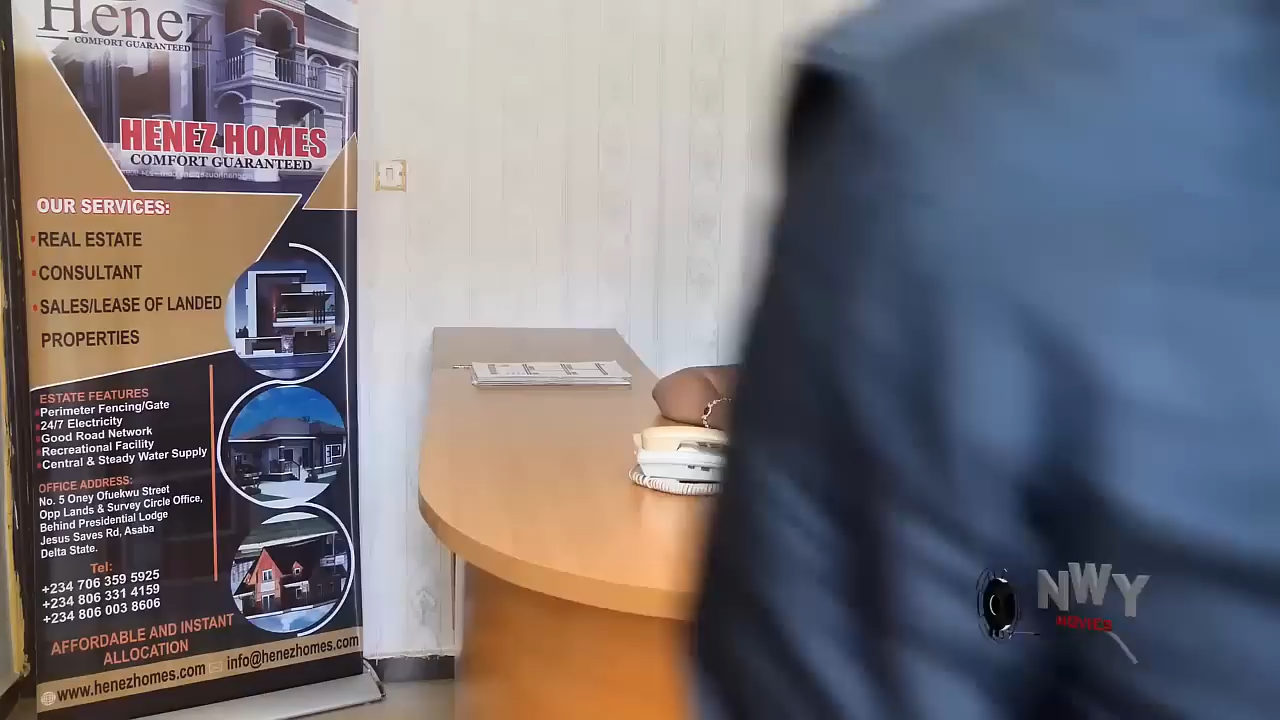 Henez
COMFORT GUARANTEED
HENEZ HOMES
COMFORT GUARANTEED
OUR SERVICES:
REAL ESTATE
CONSULTANT
SALES/LEASE OF LANDED
PROPERTIES
ESTATE FEATURES
Perimeter Fencing/Gate
24/7 Electricity
Good Road Network
Recreational Facility
Central & Steady Water Supply
OFFICE ADDRESS:
No. 5 Oney Ofuekwu Street
Opp Lands & Survey Circle Office,
Behind Presidential Lodge
Jesus Saves Rd, Asaba
Delta State.
Tel:
+234 706 359 5925
+234 806 331 4159
+234 806 003 8606
AFFORDABLE AND INSTANT
ALLOCATION
www.henezhomes.com info@henezhomes.com
NWY
MOVIES